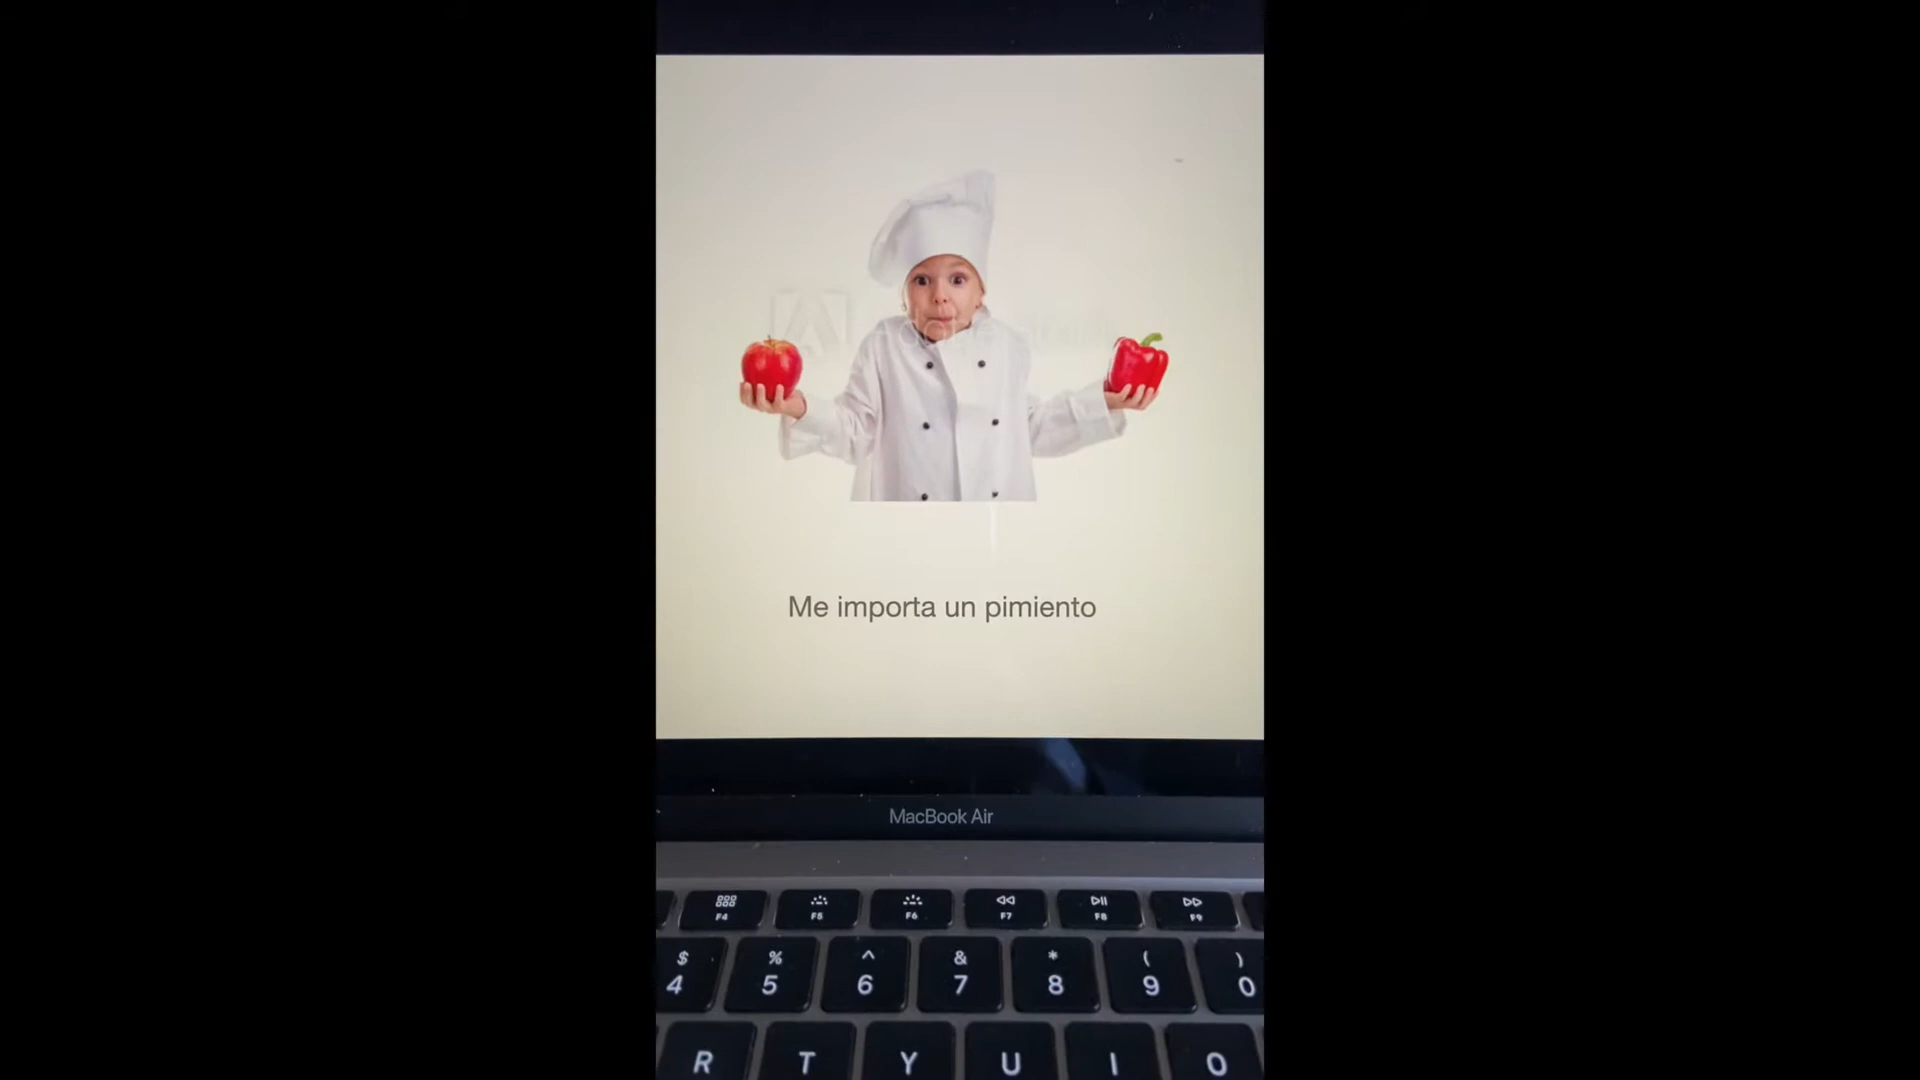 Me importa un pimiento
MacBook Air
F4 F5 F6 F7 F8 F9
$ % ^ & * ( )
4 5 6 7 8 9 0
R T Y U I O